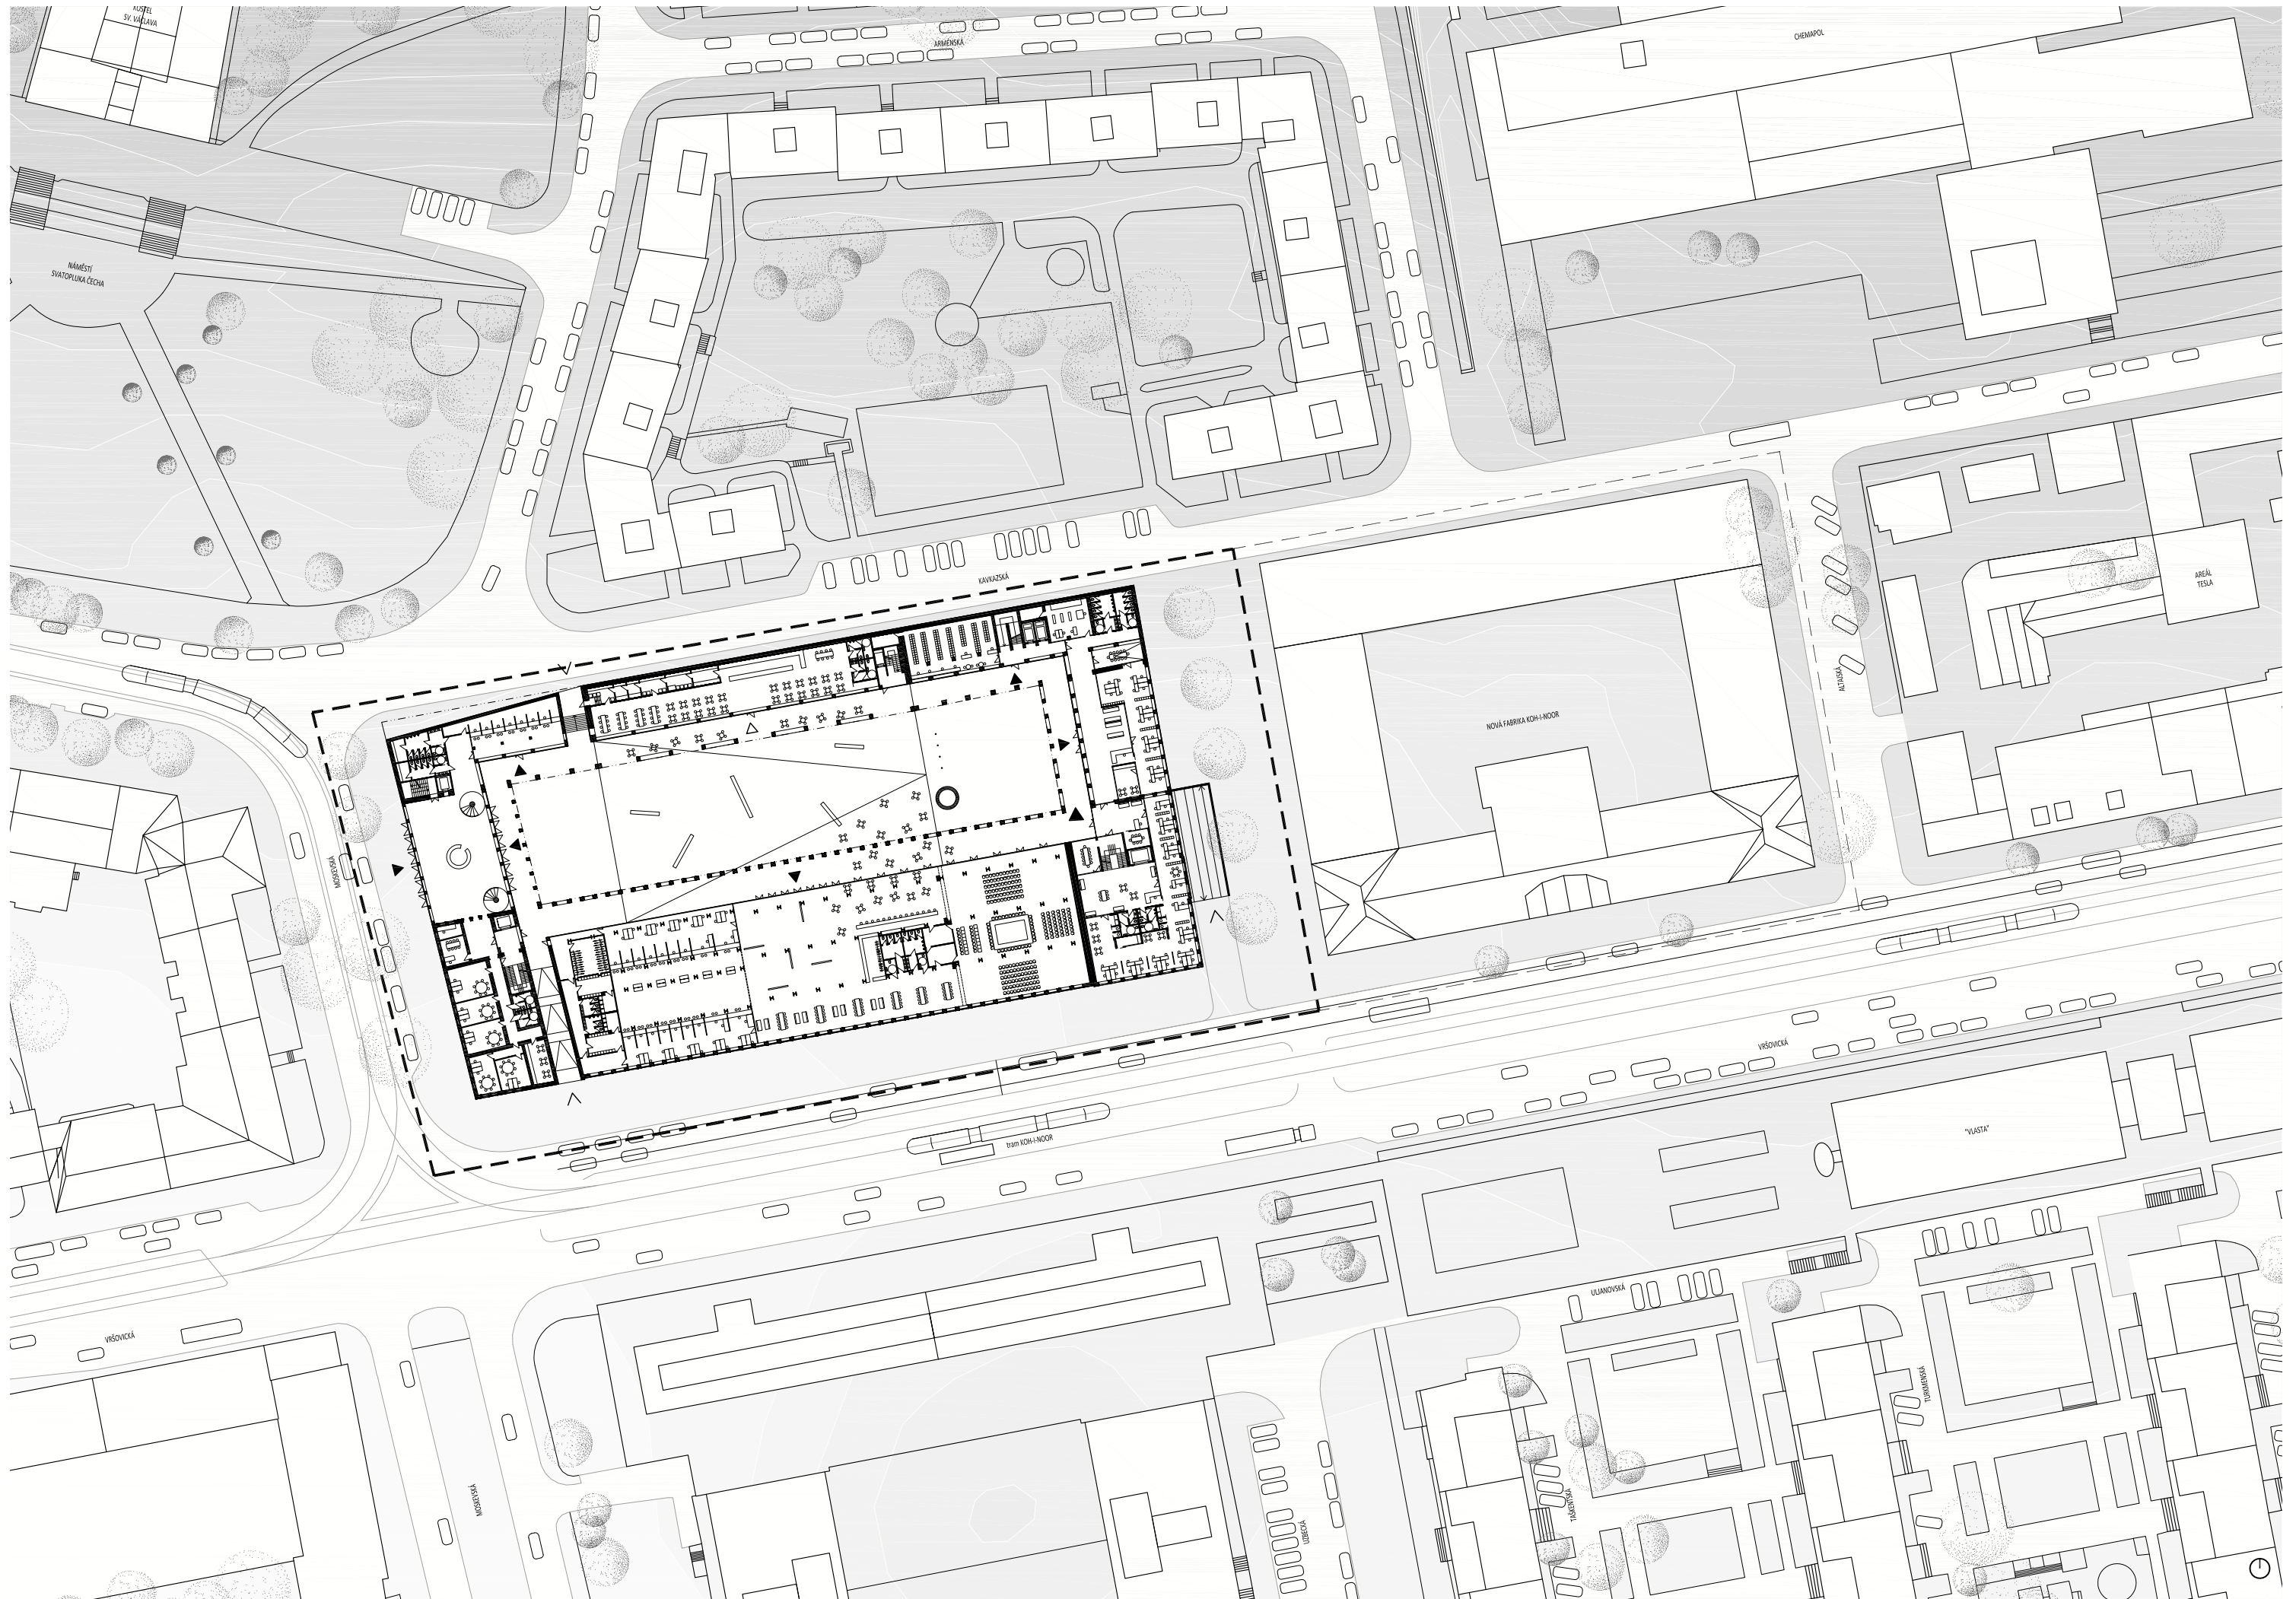 KOSTEL
SV. VÁCLAVA
ARMÉNSKÁ
CHEMAPOL
NÁMĚSTÍ
SVATOPLUKA ČECHA
KAVKAZSKÁ
AREÁL
TESLA
ALTAJSKÁ
NOVÁ FABRIKA KOH-I-NOOR
MOSKEVSKÁ
VRŠOVICKÁ
tram KOH-I-NOOR
"VLASTA"
ULJANOVSKÁ
VRŠOVICKÁ
TURKMENSKÁ
MOSKEVSKÁ
TAŠKENTSKÁ
UZBECKÁ